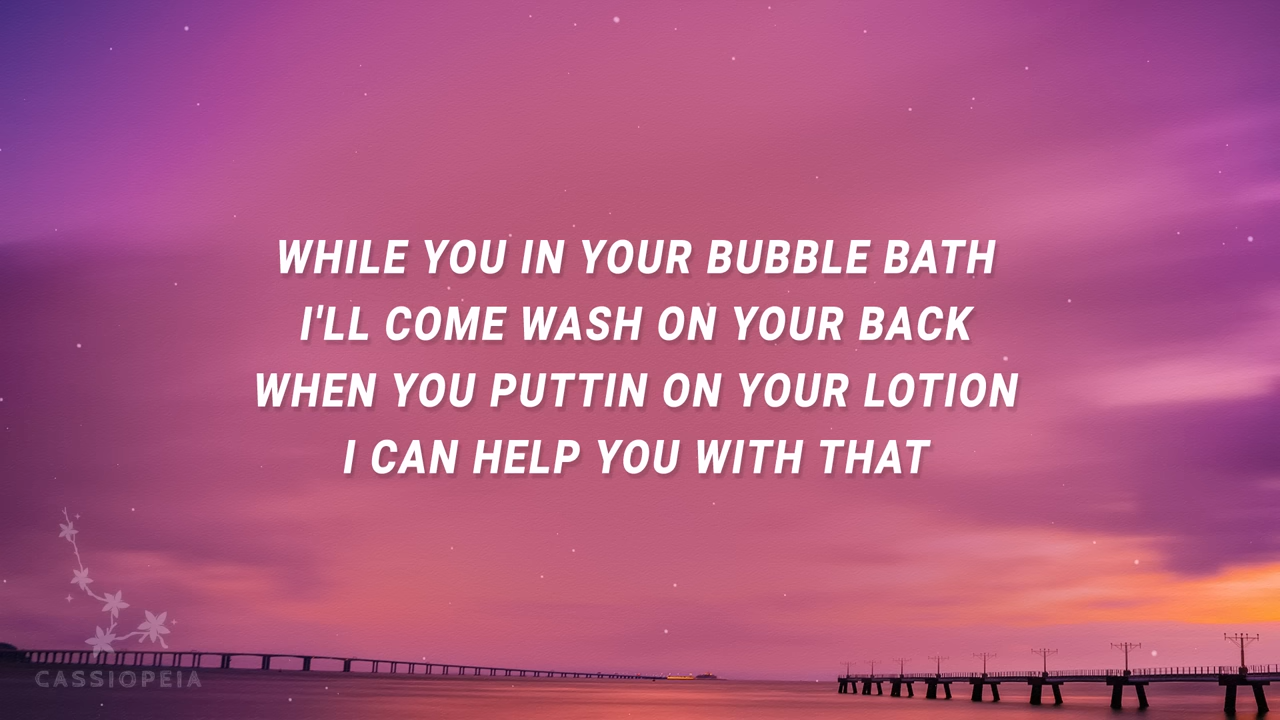 WHILE YOU IN YOUR BUBBLE BATH
I'LL COME WASH ON YOUR BACK
WHEN YOU PUTTIN ON YOUR LOTION
I CAN HELP YOU WITH THAT
CASSIOPEIA